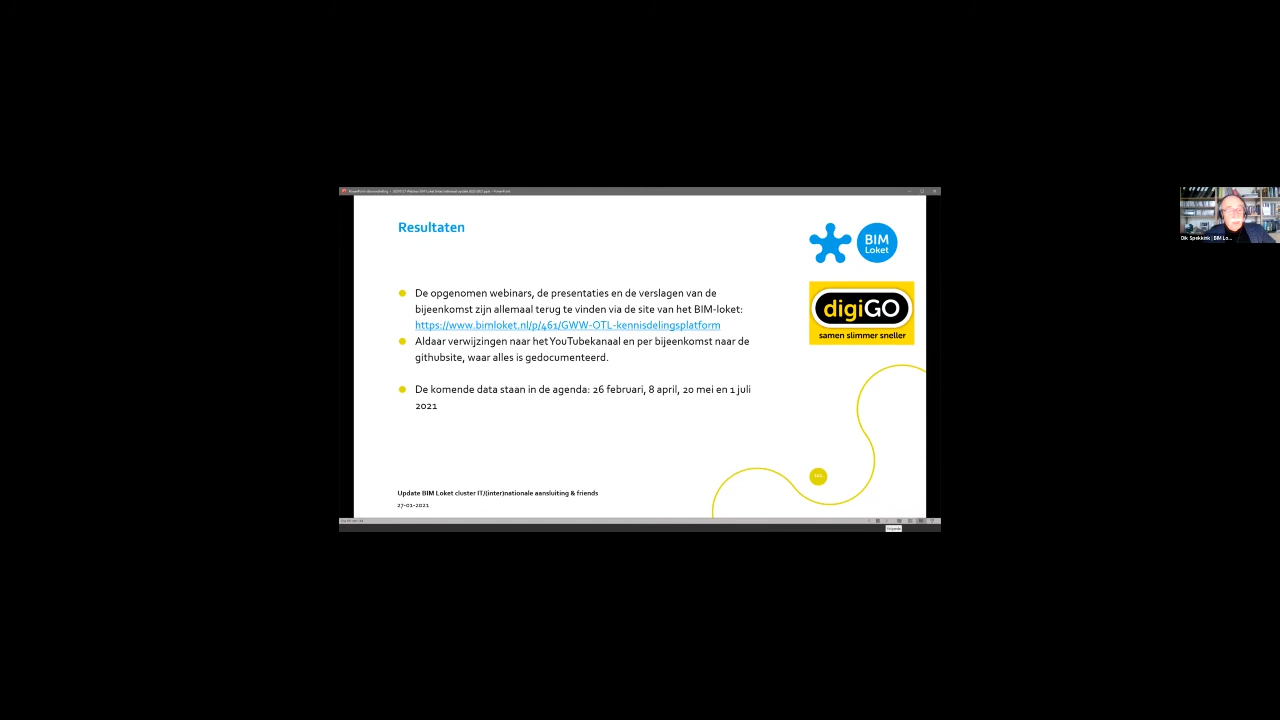 Resultaten
BIM
Loket
De opgenomen webinars, de presentaties en de verslagen van de
bijeenkomst zijn allemaal terug te vinden via de site van het BIM-loket:
https://www.bimloket.nl/p/461/GWW-OTL-kennisdelingsplatform
Aldaar verwijzingen naar het YouTubekanaal en per bijeenkomst naar de
githubsite, waar alles is gedocumenteerd.
De komende data staan in de agenda: 26 februari, 8 april, 20 mei en 1 juli
2021
digiGO
samen slimmer sneller
Update BIM Loket cluster IT/(inter)nationale aansluiting & friends
27-01-2021
Dik Spekkink | BIM Lo...